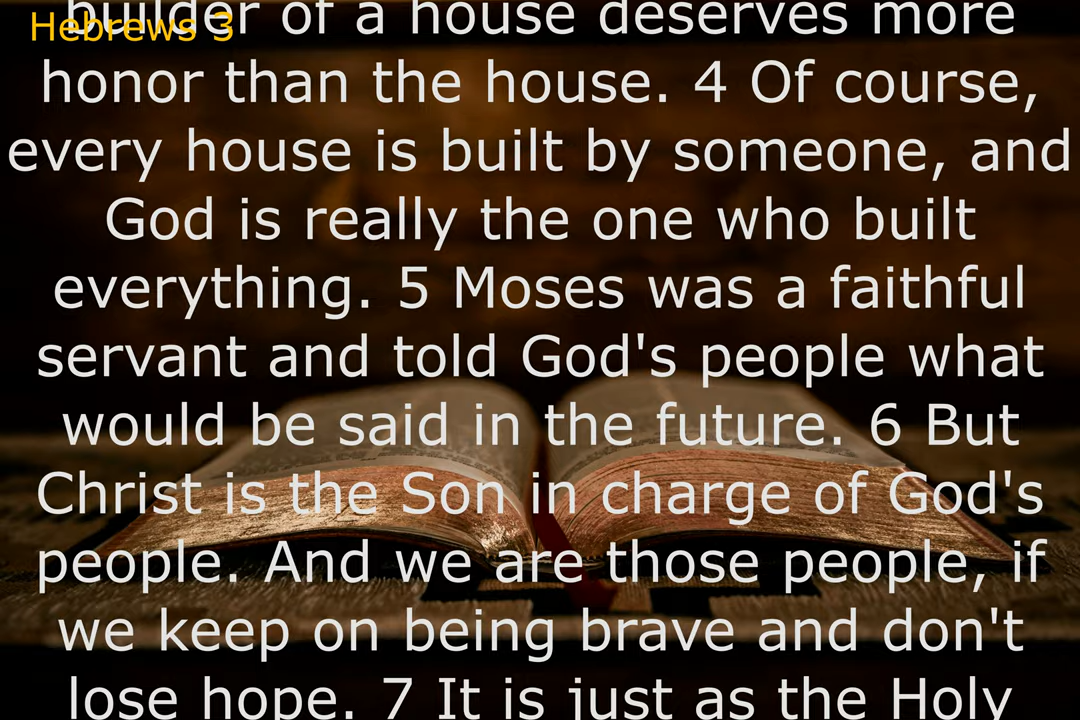 Hebrews 3
builder of a house deserves more
honor than the house. 4 Of course,
every house is built by someone, and
God is really the one who built
everything. 5 Moses was a faithful
servant and told God's people what
would be said in the future. 6 But
Christ is the Son in charge of God's
people. And we are those people, if
we keep on being brave and don't
lose hope. 7 It is just as the Holy